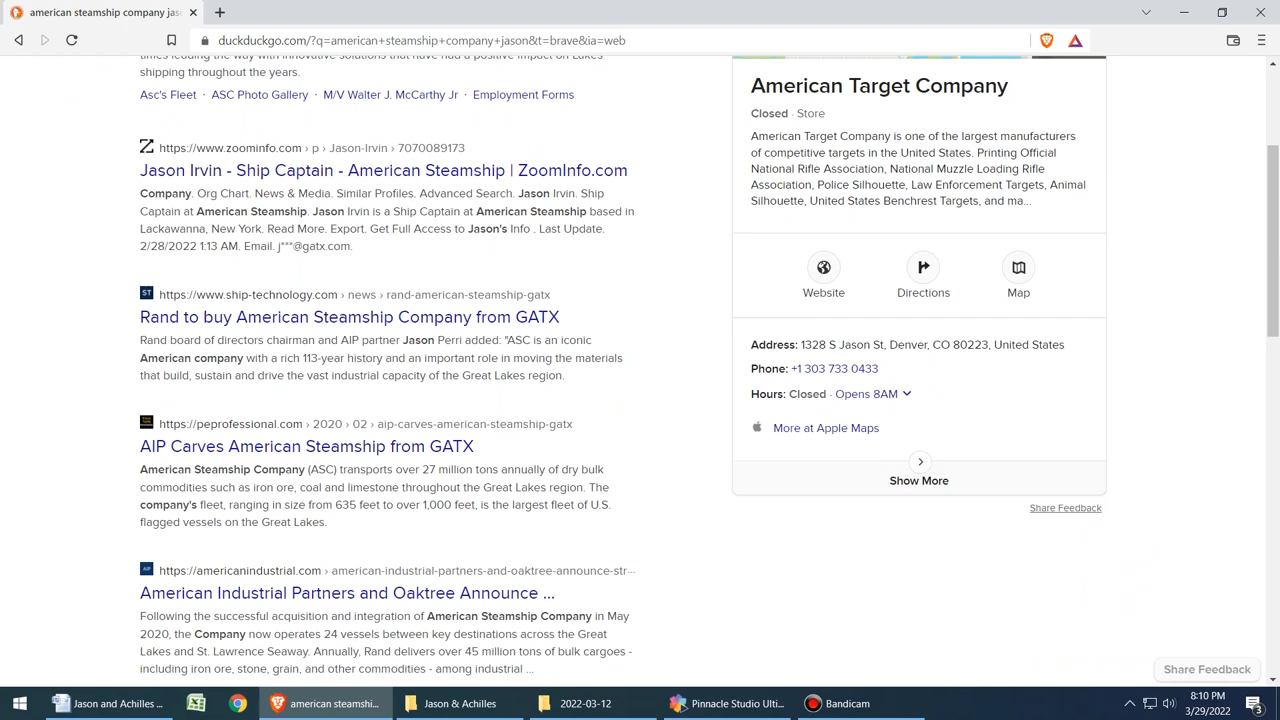 american steamship company jas
duckduckgo.com/?q=american+steamship+company+jason&t=brave&ia=web
times leading the way with innovative solutions that have had a positive impact on Lakes
shipping throughout the years.
Asc's Fleet · ASC Photo Gallery · M/V Walter J. McCarthy Jr · Employment Forms
https://www.zoominfo.com › p › Jason-Irvin › 7070089173
Jason Irvin - Ship Captain - American Steamship | ZoomInfo.com
Company. Org Chart. News & Media. Similar Profiles. Advanced Search. Jason Irvin. Ship
Captain at American Steamship. Jason Irvin is a Ship Captain at American Steamship based in
Lackawanna, New York. Read More. Export. Get Full Access to Jason's Info . Last Update.
2/28/2022 1:13 AM. Email. j***@gatx.com.
ST https://www.ship-technology.com › news › rand-american-steamship-gatx
Rand to buy American Steamship Company from GATX
Rand board of directors chairman and AIP partner Jason Perri added: "ASC is an iconic
American company with a rich 113-year history and an important role in moving the materials
that build, sustain and drive the vast industrial capacity of the Great Lakes region.
https://peprofessional.com › 2020 › 02 › aip-carves-american-steamship-gatx
AIP Carves American Steamship from GATX
American Steamship Company (ASC) transports over 27 million tons annually of dry bulk
commodities such as iron ore, coal and limestone throughout the Great Lakes region. The
company's fleet, ranging in size from 635 feet to over 1,000 feet, is the largest fleet of U.S.
flagged vessels on the Great Lakes.
AIP https://americanindustrial.com › american-industrial-partners-and-oaktree-announce-str...
American Industrial Partners and Oaktree Announce ...
Following the successful acquisition and integration of American Steamship Company in May
2020, the Company now operates 24 vessels between key destinations across the Great
Lakes and St. Lawrence Seaway. Annually, Rand delivers over 45 million tons of bulk cargoes -
including iron ore, stone, grain, and other commodities - among industrial ...
American Target Company
Closed · Store
American Target Company is one of the largest manufacturers
of competitive targets in the United States. Printing Official
National Rifle Association, National Muzzle Loading Rifle
Association, Police Silhouette, Law Enforcement Targets, Animal
Silhouette, United States Benchrest Targets, and ma...
Website Directions Map
Address: 1328 S Jason St, Denver, CO 80223, United States
Phone: +1 303 733 0433
Hours: Closed · Opens 8AM
More at Apple Maps
Show More
Share Feedback
Share Feedback
Jason and Achilles ... american steamshi... Jason & Achilles 2022-03-12 Pinnacle Studio Ulti... Bandicam
8:10 PM
3/29/2022
3